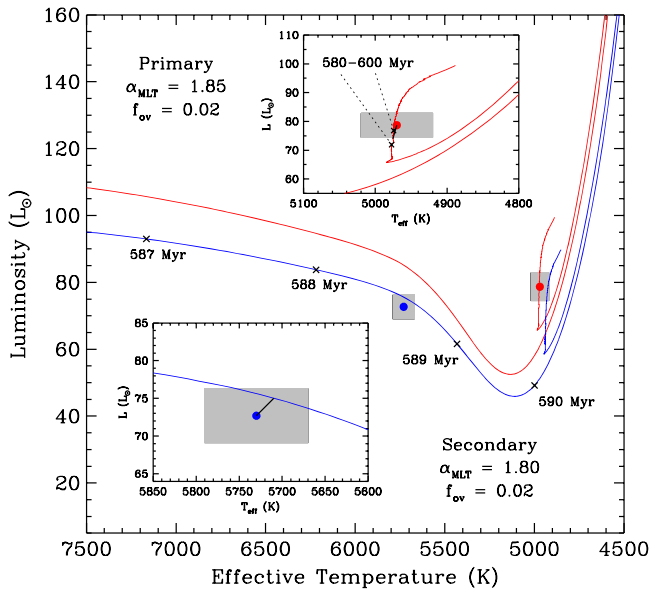 Primary
α_MLT = 1.85
f_ov = 0.02
580-600 Myr
L (L_⊙)
100
90
80
70
60
5100
5000
4900
4800
T_eff (K)
160
140
120
100
80
60
40
20
Luminosity (L_⊙)
587 Myr
588 Myr
589 Myr
590 Myr
L (L_⊙)
85
80
75
70
65
5850
5800
5750
5700
5650
5600
T_eff (K)
Secondary
α_MLT = 1.80
f_ov = 0.02
7500
7000
6500
6000
5500
5000
4500
Effective Temperature (K)